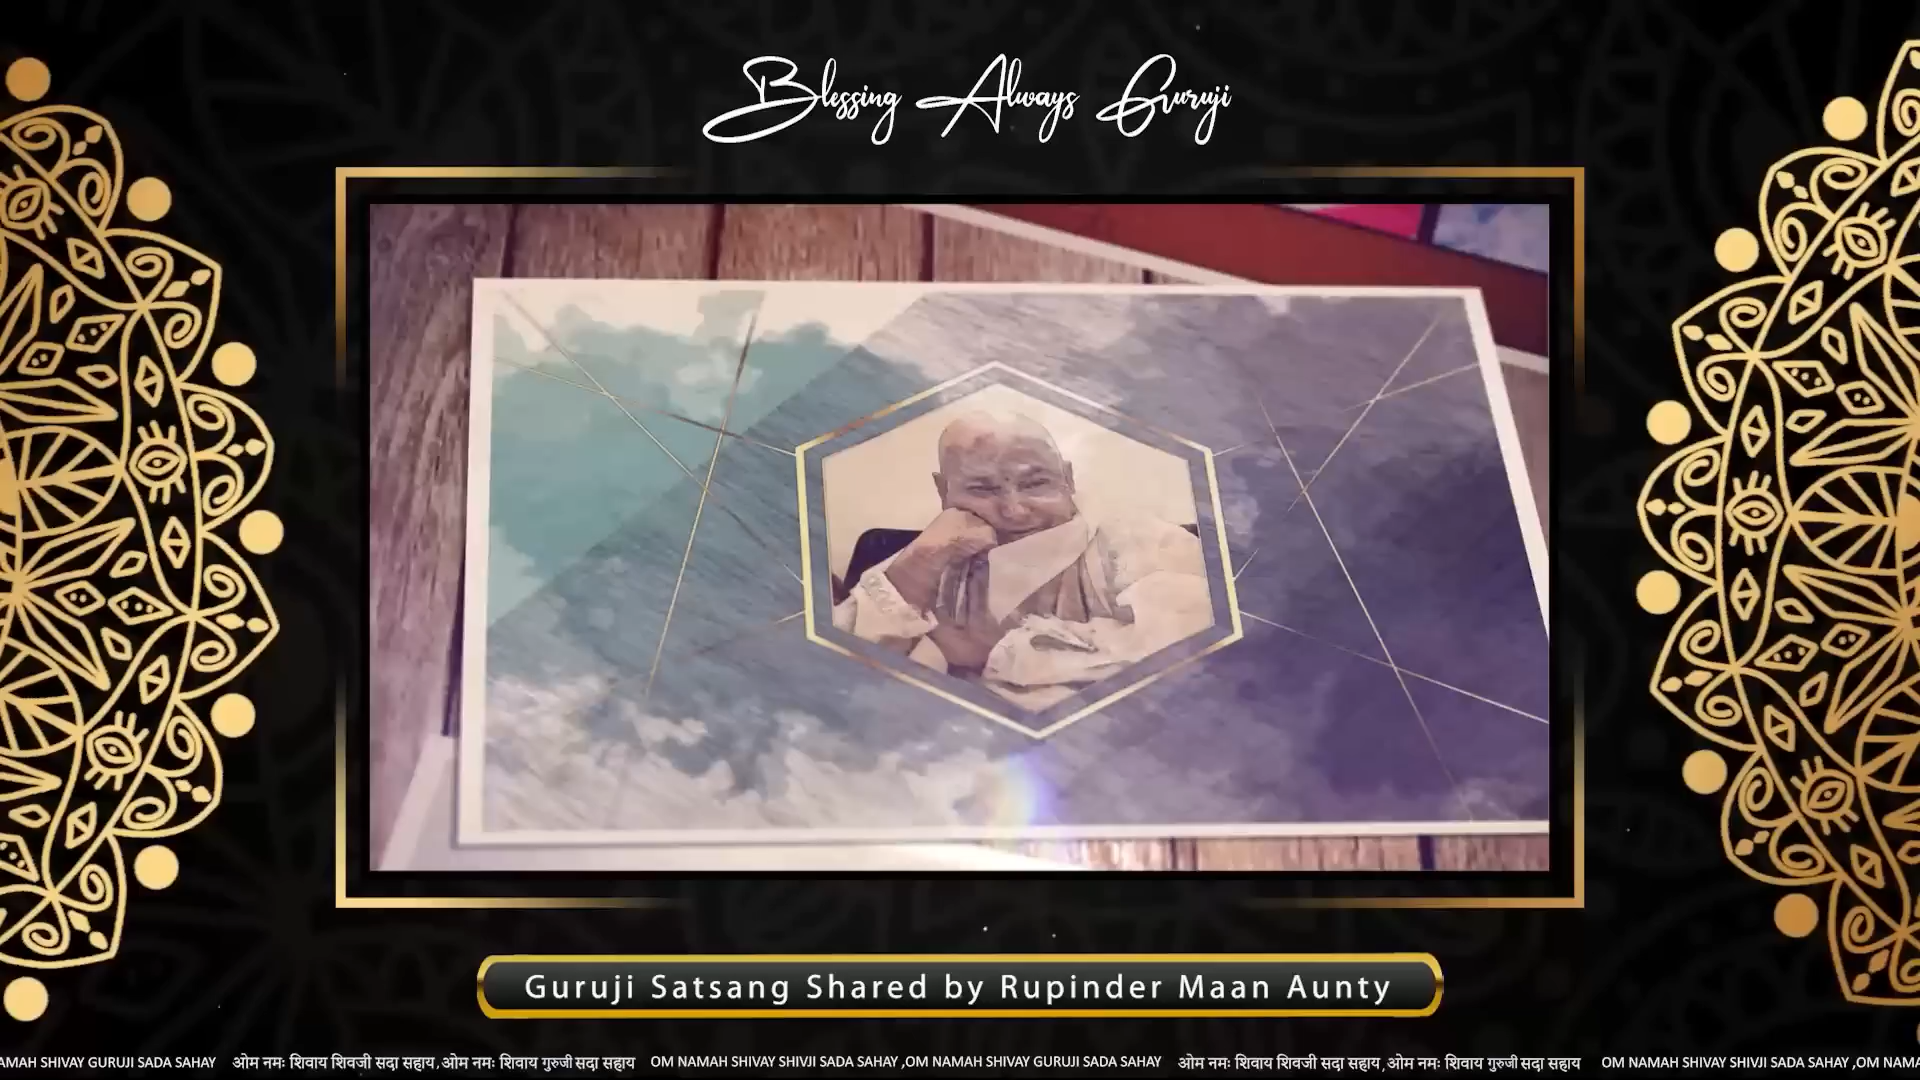 Blessing Always Guruji
Guruji Satsang Shared by Rupinder Maan Aunty
AMAH SHIVAY GURUJI SADA SAHAY ओम नमः शिवाय शिवजी सदा सहाय, ओम नमः शिवाय गुरुजी सदा सहाय OM NAMAH SHIVAY SHIVJI SADA SAHAY ,OM NAMAH SHIVAY GURUJI SADA SAHAY ओम नमः शिवाय शिवजी सदा सहाय, ओम नमः शिवाय गुरुजी सदा सहाय OM NAMAH SHIVAY SHIVJI SADA SAHAY ,OM NAMA